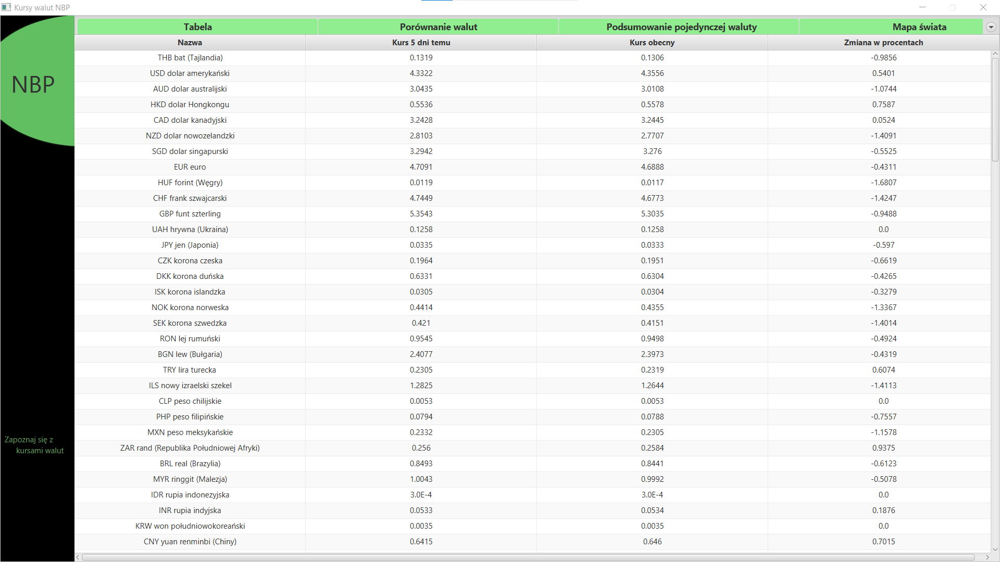 Kursy walut NBP
Tabela Porównanie walut Podsumowanie pojedynczej waluty Mapa świata
NBP
Nazwa Kurs 5 dni temu Kurs obecny Zmiana w procentach
THB bat (Tajlandia) 0.1319 0.1306 -0.9856
USD dolar amerykański 4.3322 4.3556 0.5401
AUD dolar australijski 3.0435 3.0108 -1.0744
HKD dolar Hongkongu 0.5536 0.5578 0.7587
CAD dolar kanadyjski 3.2428 3.2445 0.0524
NZD dolar nowozelandzki 2.8103 2.7707 -1.4091
SGD dolar singapurski 3.2942 3.276 -0.5525
EUR euro 4.7091 4.6888 -0.4311
HUF forint (Węgry) 0.0119 0.0117 -1.6807
CHF frank szwajcarski 4.7449 4.6773 -1.4247
GBP funt szterling 5.3543 5.3035 -0.9488
UAH hrywna (Ukraina) 0.1258 0.1258 0.0
JPY jen (Japonia) 0.0335 0.0333 -0.597
CZK korona czeska 0.1964 0.1951 -0.6619
DKK korona duńska 0.6331 0.6304 -0.4265
ISK korona islandzka 0.0305 0.0304 -0.3279
NOK korona norweska 0.4414 0.4355 -1.3367
SEK korona szwedzka 0.421 0.4151 -1.4014
RON lej rumuński 0.9545 0.9498 -0.4924
BGN lew (Bułgaria) 2.4077 2.3973 -0.4319
TRY lira turecka 0.2305 0.2319 0.6074
ILS nowy izraelski szekel 1.2825 1.2644 -1.4113
CLP peso chilijskie 0.0053 0.0053 0.0
PHP peso filipińskie 0.0794 0.0788 -0.7557
MXN peso meksykańskie 0.2332 0.2305 -1.1578
ZAR rand (Republika Południowej Afryki) 0.256 0.2584 0.9375
BRL real (Brazylia) 0.8493 0.8441 -0.6123
MYR ringgit (Malezja) 1.0043 0.9992 -0.5078
IDR rupia indonezyjska 3.0E-4 3.0E-4 0.0
INR rupia indyjska 0.0533 0.0534 0.1876
KRW won południowokoreański 0.0035 0.0035 0.0
CNY yuan renminbi (Chiny) 0.6415 0.646 0.7015
Zapoznaj się z
kursami walut